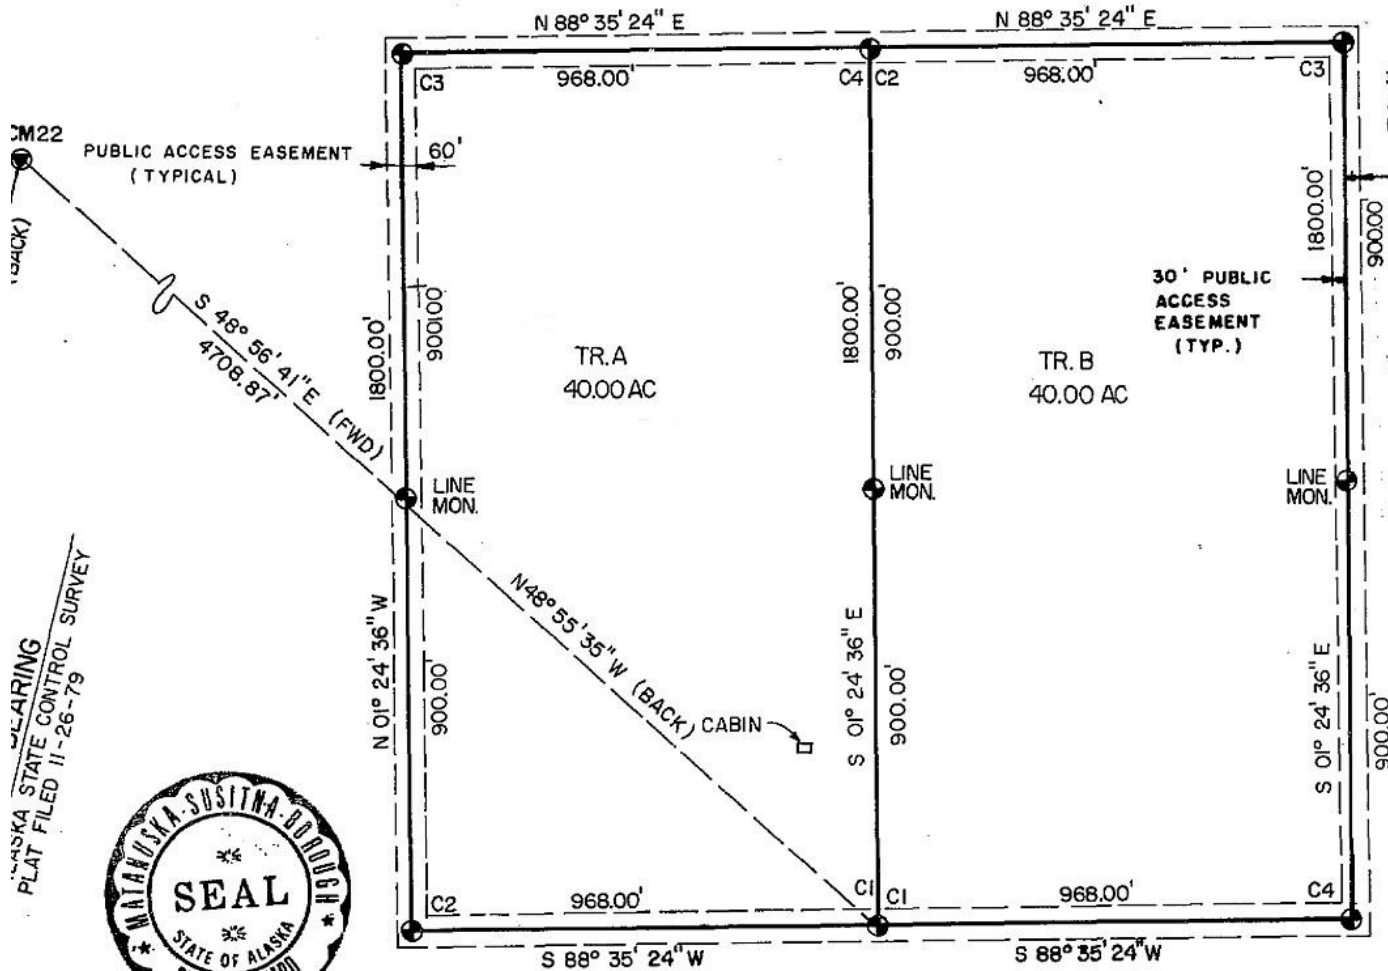 N 88° 35' 24" E
N 88° 35' 24" E
C3
968.00'
C4
C2
968.00'
C3
CM22
PUBLIC ACCESS EASEMENT
(TYPICAL)
60'
1800.00'
900.00
30' PUBLIC
ACCESS
EASEMENT
(TYP.)
S 48° 56' 41" E (FWD)
4708.87'
1800.00'
900.00
TR. A
40.00 AC
1800.00'
900.00'
TR. B
40.00 AC
LINE
MON.
LINE
MON.
LINE
MON.
N 01° 24' 36" W
900.00'
N48° 55' 35" W (BACK)
CABIN
S 01° 24' 36" E
900.00'
S 01° 24' 36" E
900.00'
STATE CONTROL SURVEY
PLAT FILED 11-26-79
MATANUSKA-SUSITNA-BOROUGH
SEAL
STATE OF ALASKA
C2
968.00'
C1
C1
968.00'
C4
S 88° 35' 24" W
S 88° 35' 24" W